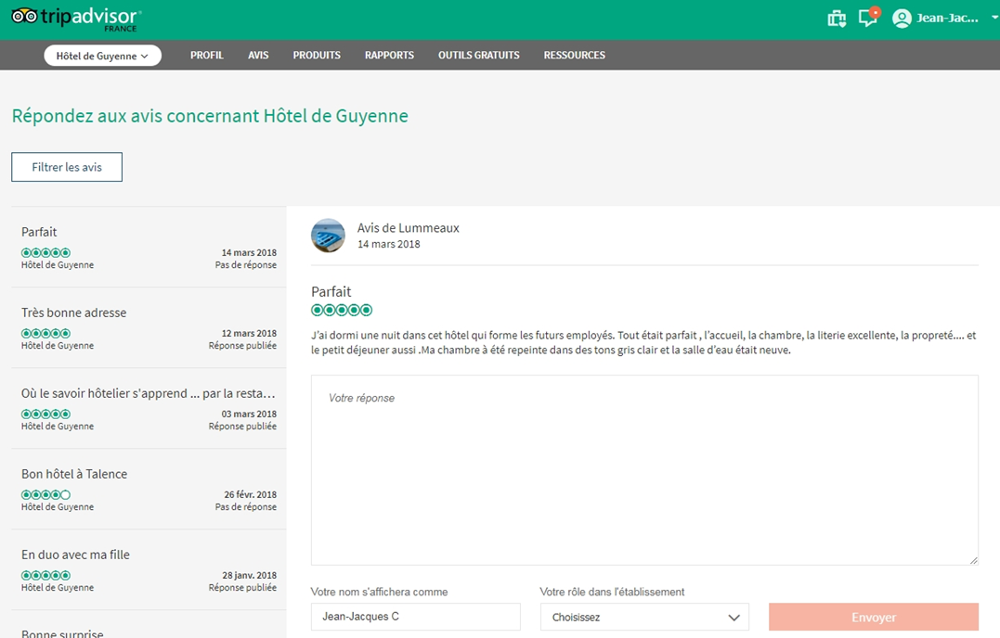 tripadvisor
FRANCE
Jean-Jac...
Hôtel de Guyenne
PROFIL AVIS PRODUITS RAPPORTS OUTILS GRATUITS RESSOURCES
Répondez aux avis concernant Hôtel de Guyenne
Filtrer les avis
Parfait
14 mars 2018
Hôtel de Guyenne Pas de réponse
Très bonne adresse
12 mars 2018
Hôtel de Guyenne Réponse publiée
Où le savoir hôtelier s'apprend ... par la resta...
03 mars 2018
Hôtel de Guyenne Réponse publiée
Bon hôtel à Talence
26 févr. 2018
Hôtel de Guyenne Pas de réponse
En duo avec ma fille
28 janv. 2018
Hôtel de Guyenne Réponse publiée
Bonne surprise
Avis de Lummeaux
14 mars 2018
Parfait
J'ai dormi une nuit dans cet hôtel qui forme les futurs employés. Tout était parfait , l'accueil, la chambre, la literie excellente, la propreté.... et
le petit déjeuner aussi .Ma chambre à été repeinte dans des tons gris clair et la salle d'eau était neuve.
Votre réponse
Votre nom s'affichera comme Votre rôle dans l'établissement
Jean-Jacques C Choisissez Envoyer